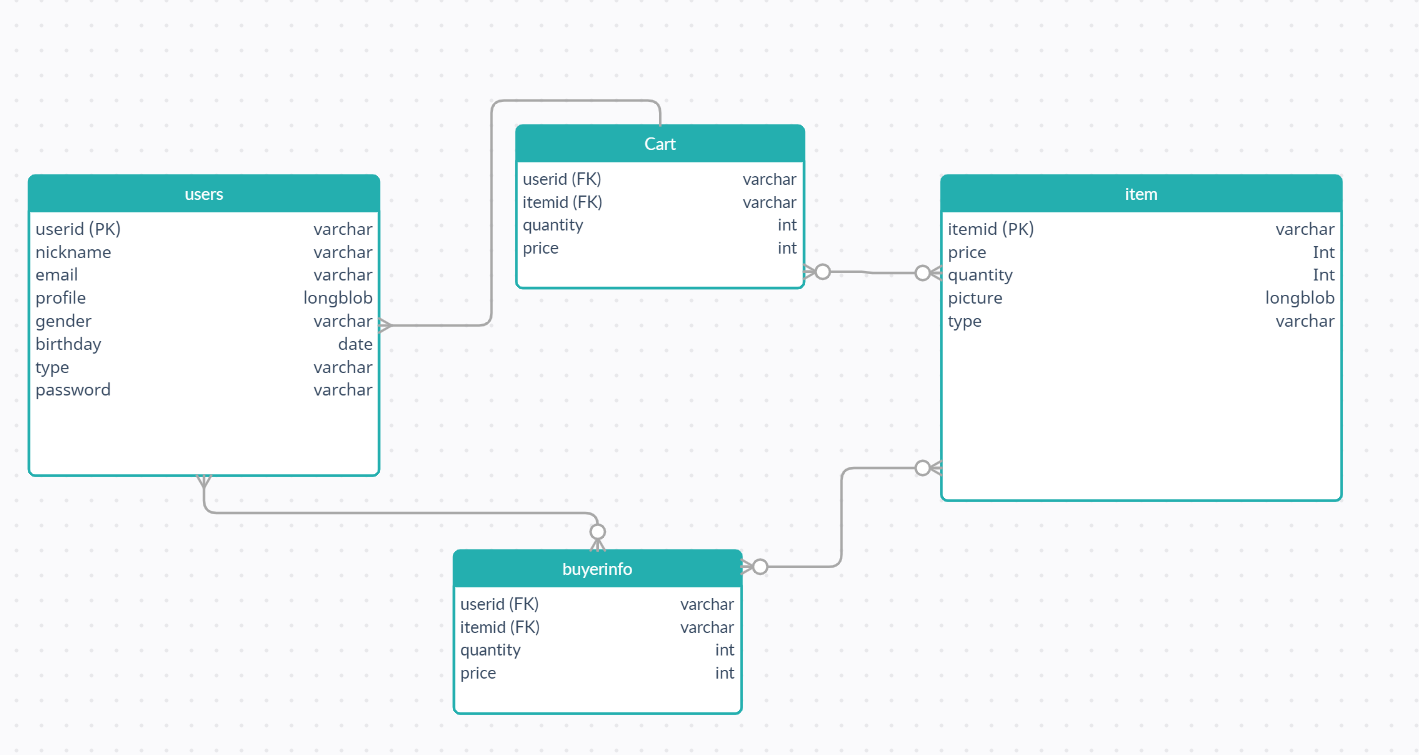 Cart
userid (FK) varchar
itemid (FK) varchar
quantity int
price int
users
userid (PK) varchar
nickname varchar
email varchar
profile longblob
gender varchar
birthday date
type varchar
password varchar
item
itemid (PK) varchar
price Int
quantity Int
picture longblob
type varchar
buyerinfo
userid (FK) varchar
itemid (FK) varchar
quantity int
price int